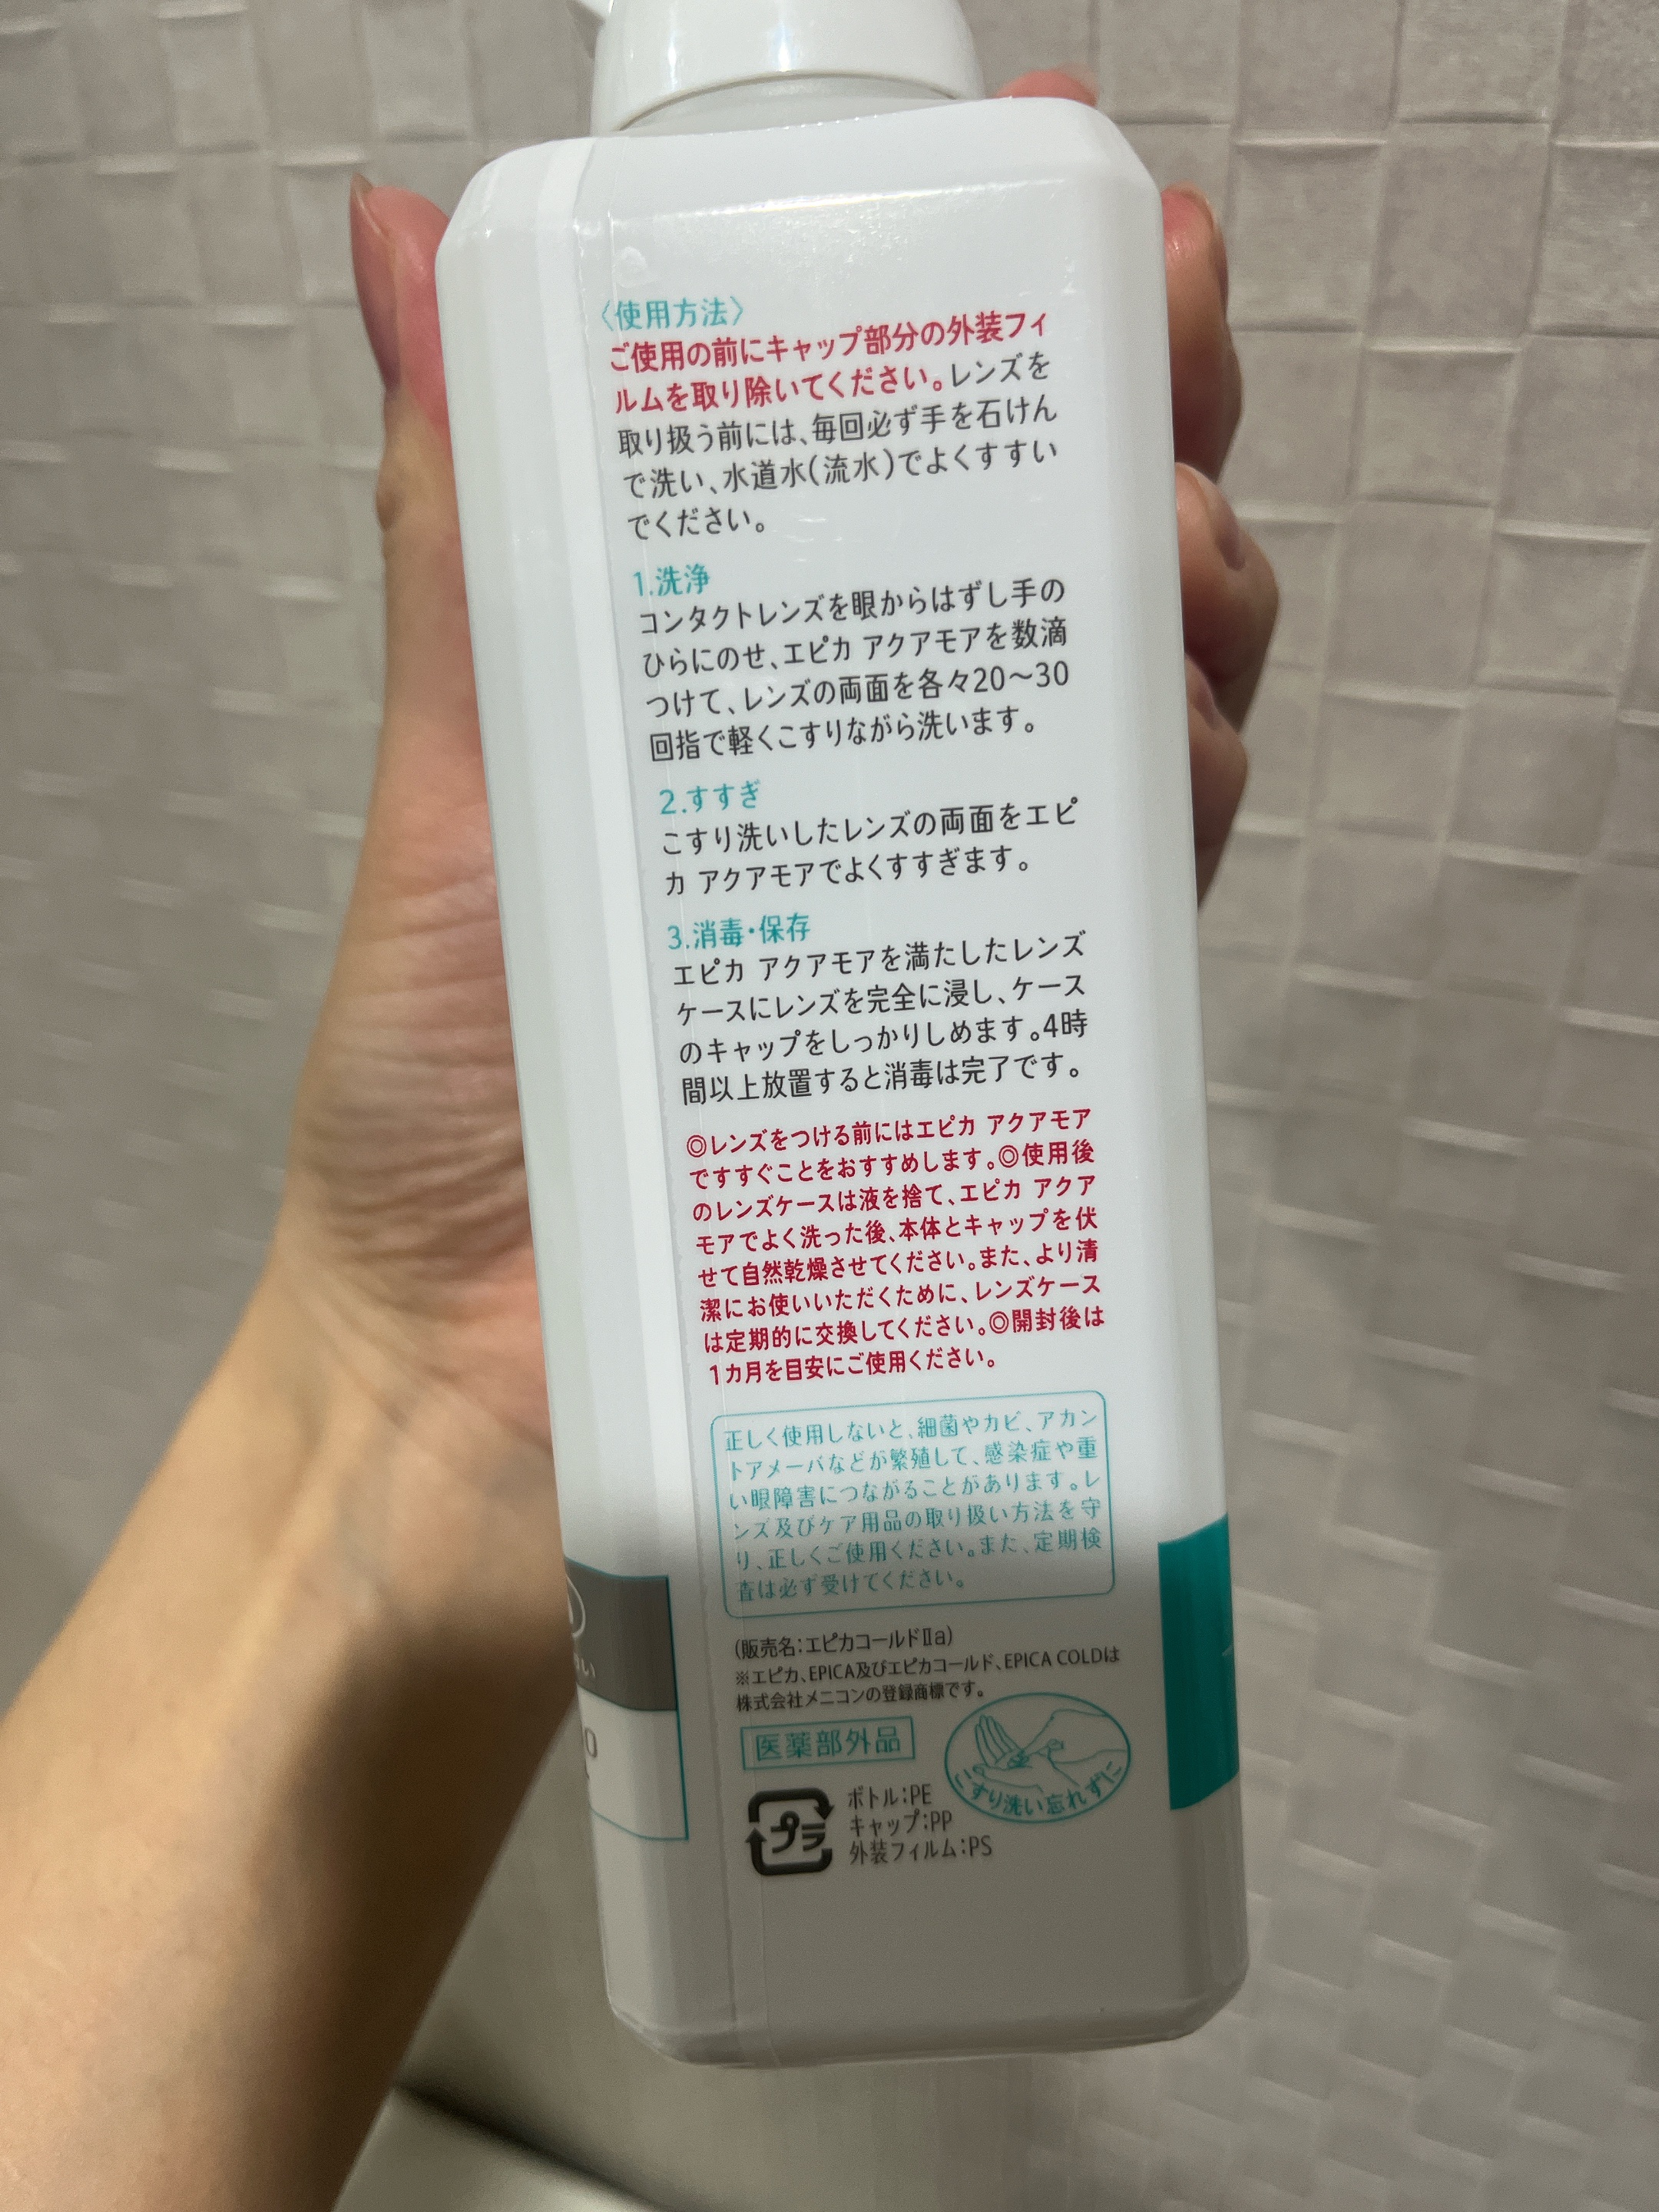 〈使用方法〉
ご使用の前にキャップ部分の外装フィ
ルムを取り除いてください。レンズを
取り扱う前には、毎回必ず手を石けん
で洗い、水道水(流水)でよくすすい
でください。
1.洗浄
コンタクトレンズを眼からはずし手の
ひらにのせ、エピカ アクアモアを数滴
つけて、レンズの両面を各々20～30
回指で軽くこすりながら洗います。
2.すすぎ
こすり洗いしたレンズの両面をエピ
カ アクアモアでよくすすぎます。
3.消毒・保存
エピカ アクアモアを満たしたレンズ
ケースにレンズを完全に浸し、ケース
のキャップをしっかりしめます。4時
間以上放置すると消毒は完了です。
◎レンズをつける前にはエピカ アクアモア
ですすぐことをおすすめします。◎使用後
のレンズケースは液を捨て、エピカ アクア
モアでよく洗った後、本体とキャップを伏
せて自然乾燥させてください。また、より清
潔にお使いいただくために、レンズケース
は定期的に交換してください。◎開封後は
1カ月を目安にご使用ください。
正しく使用しないと、細菌やカビ、アカン
トアメーバなどが繁殖して、感染症や重
い眼障害につながることがあります。レ
ンズ及びケア用品の取り扱い方法を守
り、正しくご使用ください。また、定期検
査は必ず受けてください。
(販売名:エピカコールドⅡa)
※エピカ、EPICA及びエピカコールド、EPICA COLDは
株式会社メニコンの登録商標です。
医薬部外品
こすり洗い忘れずに
プラ
ボトル:PE
キャップ:PP
外装フィルム:PS